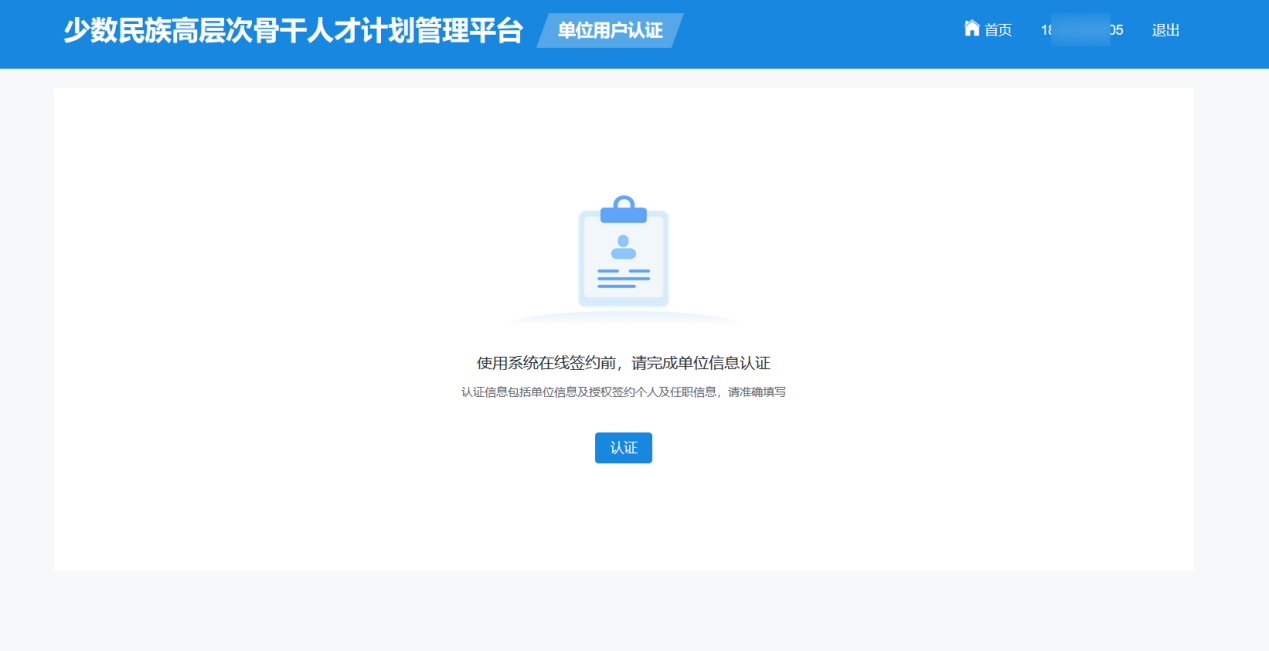 少数民族高层次骨干人才计划管理平台 单位用户认证 首页 18 05 退出
使用系统在线签约前，请完成单位信息认证
认证信息包括单位信息及授权签约个人及任职信息，请准确填写
认证